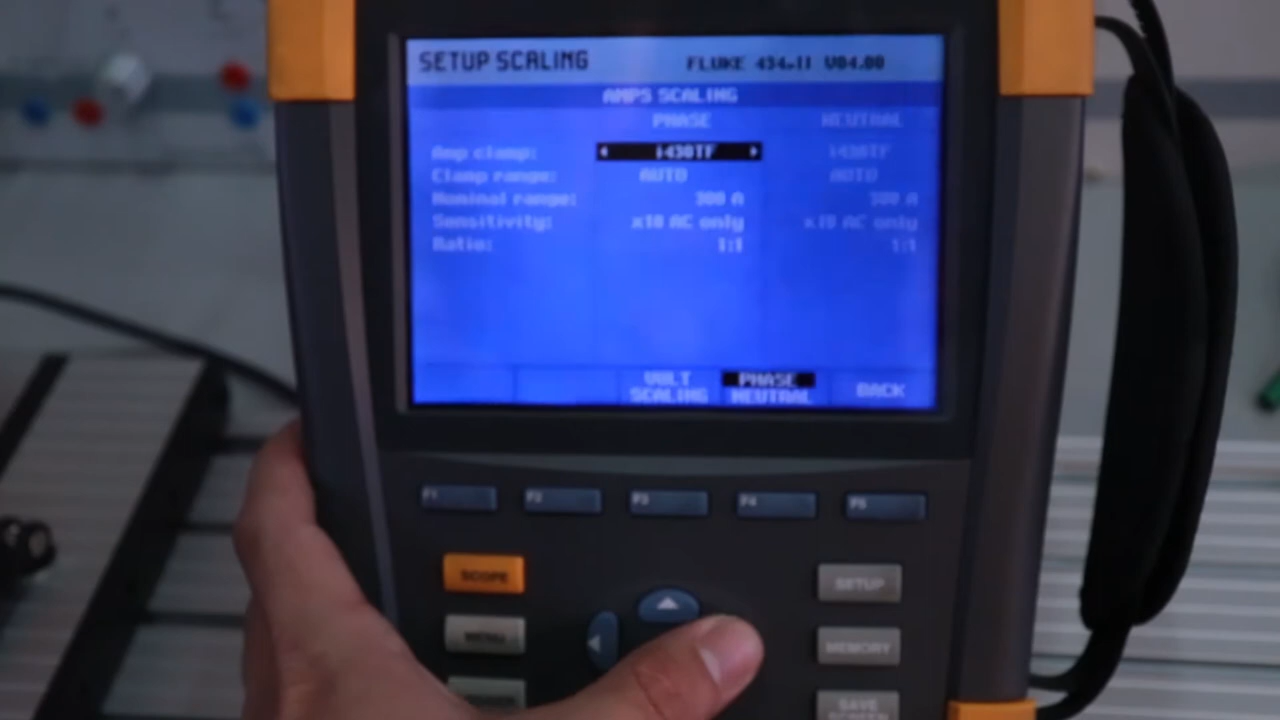 SETUP SCALING FLUKE 434-II V04.00
AMPS SCALING
PHASE NEUTRAL
Amp clamp: i430TF i430TF
Clamp range: AUTO AUTO
Nominal range: 300 A 300 A
Sensitivity: x10 AC only x10 AC only
Ratio: 1:1 1:1
VOLT SCALING PHASE NEUTRAL BACK
F1 F2 F3 F4 F5
SCOPE SETUP
MENU MEMORY
SAVE
SCREEN